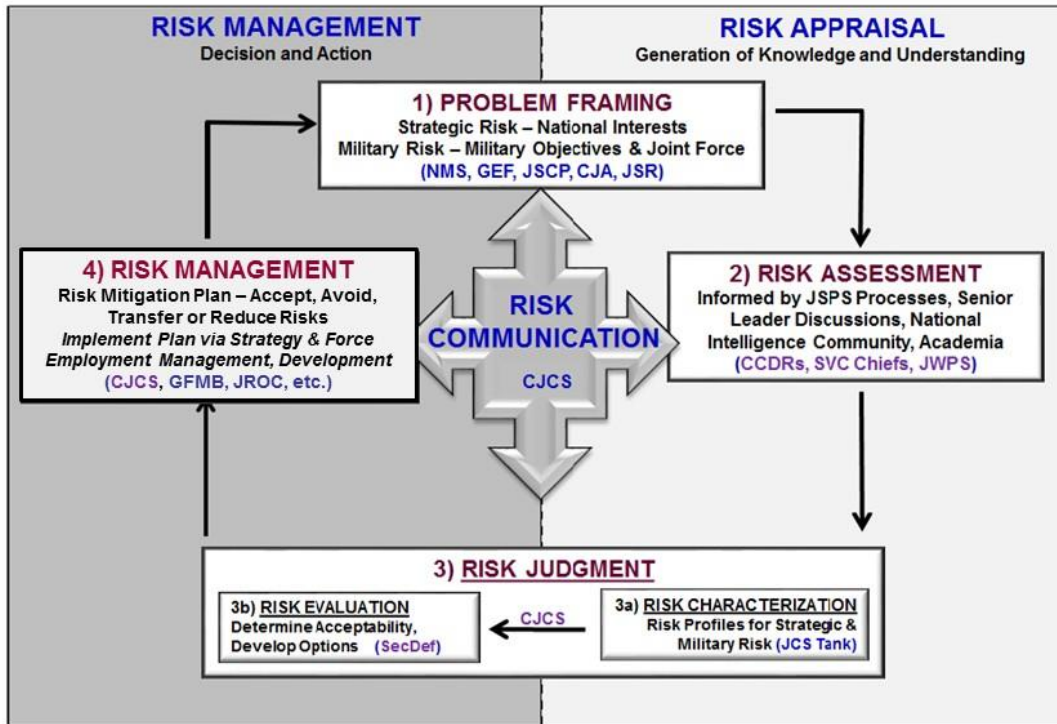 RISK MANAGEMENT
Decision and Action
RISK APPRAISAL
Generation of Knowledge and Understanding
1) PROBLEM FRAMING
Strategic Risk – National Interests
Military Risk – Military Objectives & Joint Force
(NMS, GEF, JSCP, CJA, JSR)
4) RISK MANAGEMENT
Risk Mitigation Plan – Accept, Avoid,
Transfer or Reduce Risks
Implement Plan via Strategy & Force
Employment Management, Development
(CJCS, GFMB, JROC, etc.)
RISK
COMMUNICATION
CJCS
2) RISK ASSESSMENT
Informed by JSPS Processes, Senior
Leader Discussions, National
Intelligence Community, Academia
(CCDRs, SVC Chiefs, JWPS)
3) RISK JUDGMENT
3b) RISK EVALUATION
Determine Acceptability,
Develop Options (SecDef)
CJCS
3a) RISK CHARACTERIZATION
Risk Profiles for Strategic &
Military Risk (JCS Tank)